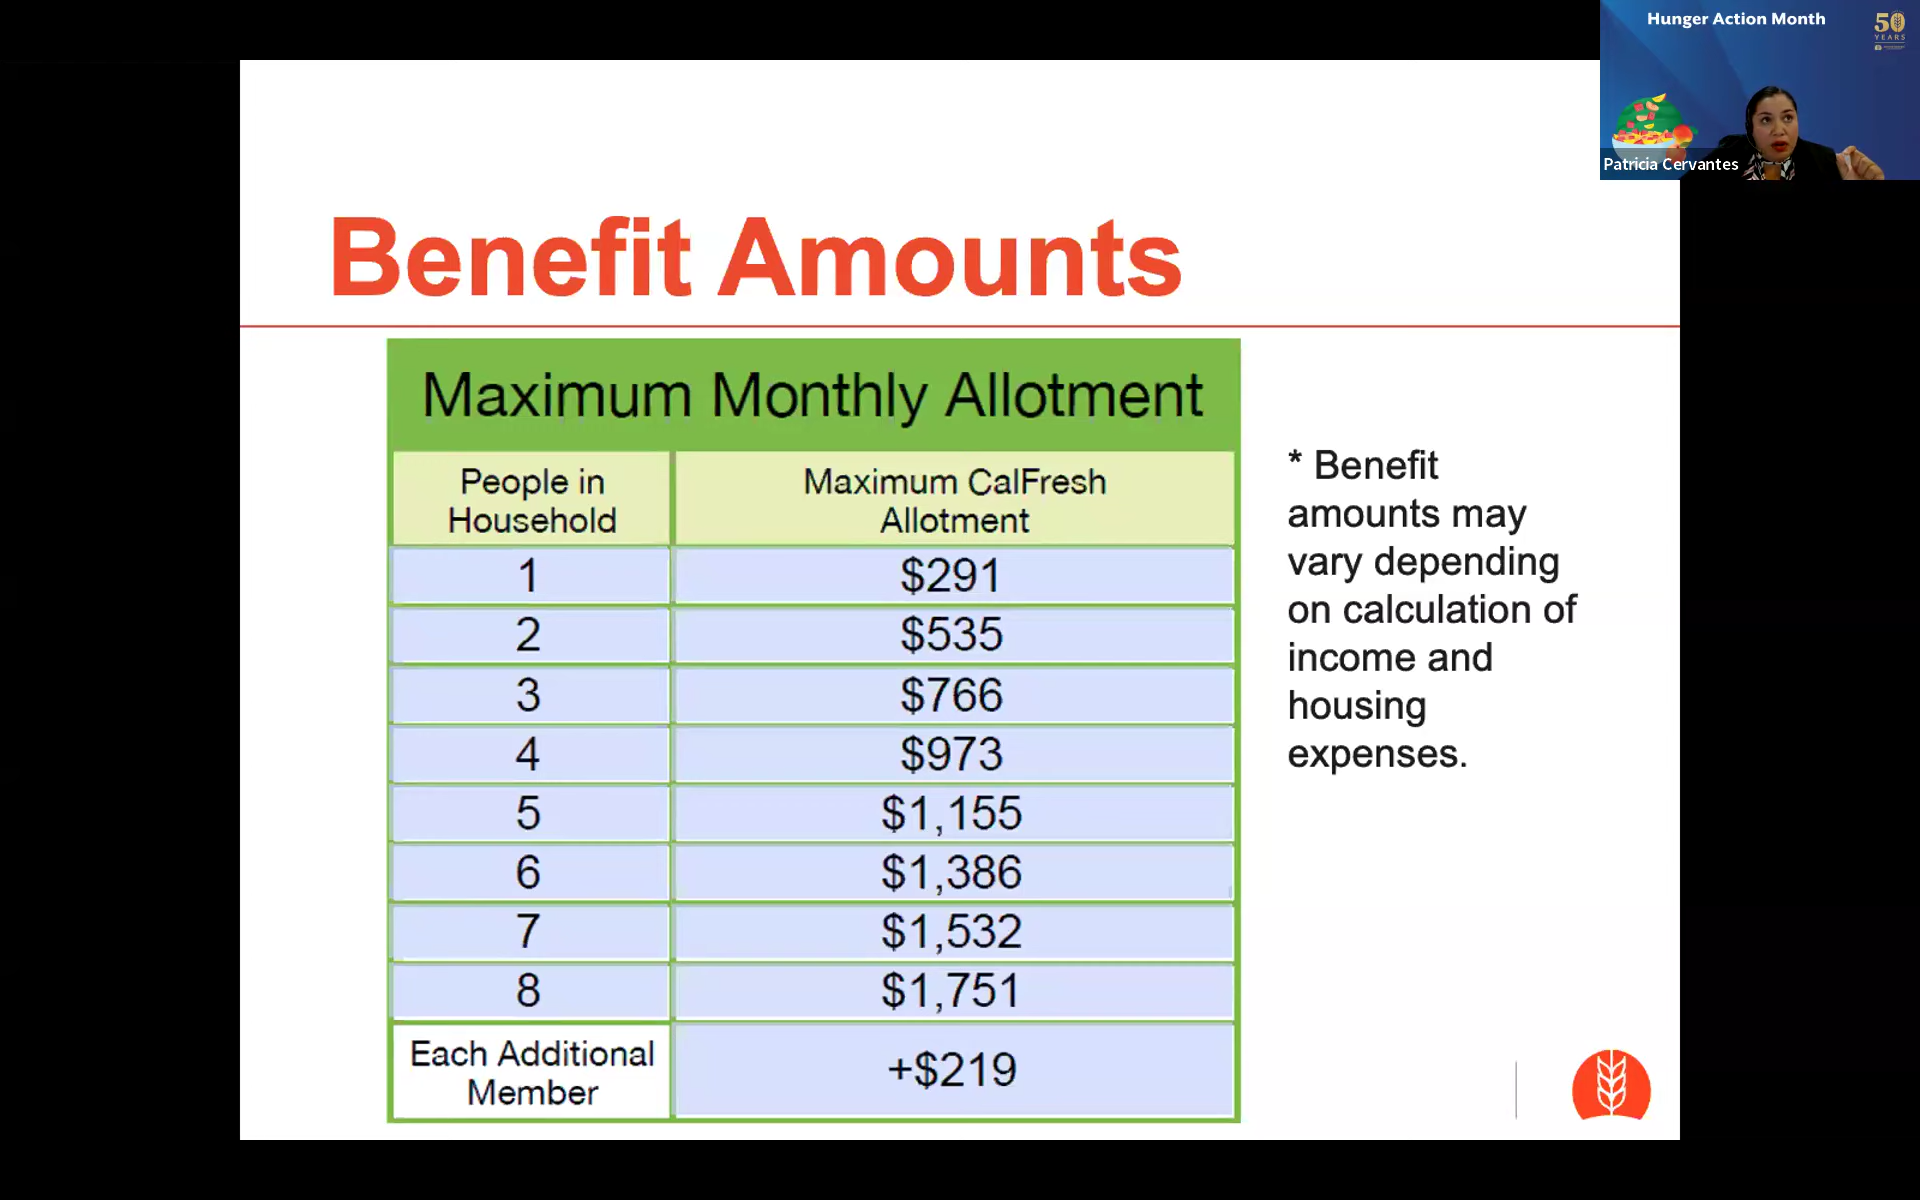 Hunger Action Month
50
YEARS
Patricia Cervantes
Benefit Amounts
Maximum Monthly Allotment
People in
Household
Maximum CalFresh
Allotment
1
$291
2
$535
3
$766
4
$973
5
$1,155
6
$1,386
7
$1,532
8
$1,751
Each Additional
Member
+$219
* Benefit
amounts may
vary depending
on calculation of
income and
housing
expenses.